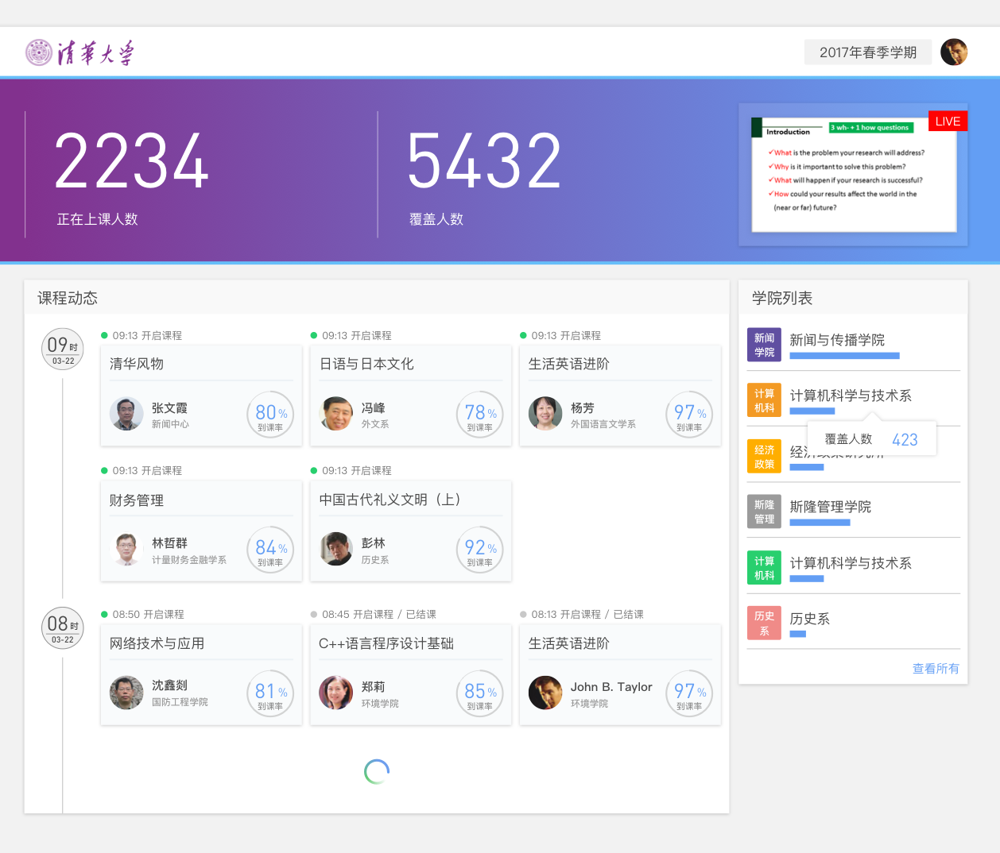 清华大学
2017年春季学期
2234
正在上课人数
5432
覆盖人数
LIVE
Introduction
3 wh- + 1 how questions
✓What is the problem your research will address?
✓Why is it important to solve this problem?
✓What will happen if your research is successful?
✓How could your results affect the world in the
(near or far) future?
课程动态
09时
03-22
09:13 开启课程
清华风物
张文霞
新闻中心
80%
到课率
09:13 开启课程
日语与日本文化
冯峰
外文系
78%
到课率
09:13 开启课程
生活英语进阶
杨芳
外国语言文学系
97%
到课率
09:13 开启课程
财务管理
林哲群
计量财务金融学系
84%
到课率
09:13 开启课程
中国古代礼义文明（上）
彭林
历史系
92%
到课率
08时
03-22
08:50 开启课程
网络技术与应用
沈鑫剡
国防工程学院
81%
到课率
08:45 开启课程 / 已结课
C++语言程序设计基础
郑莉
环境学院
85%
到课率
08:13 开启课程 / 已结课
生活英语进阶
John B. Taylor
环境学院
97%
到课率
学院列表
新闻
学院
新闻与传播学院
计算
机科
计算机科学与技术系
覆盖人数 423
经济
政策
斯隆
管理
斯隆管理学院
计算
机科
计算机科学与技术系
历史
系
历史系
查看所有